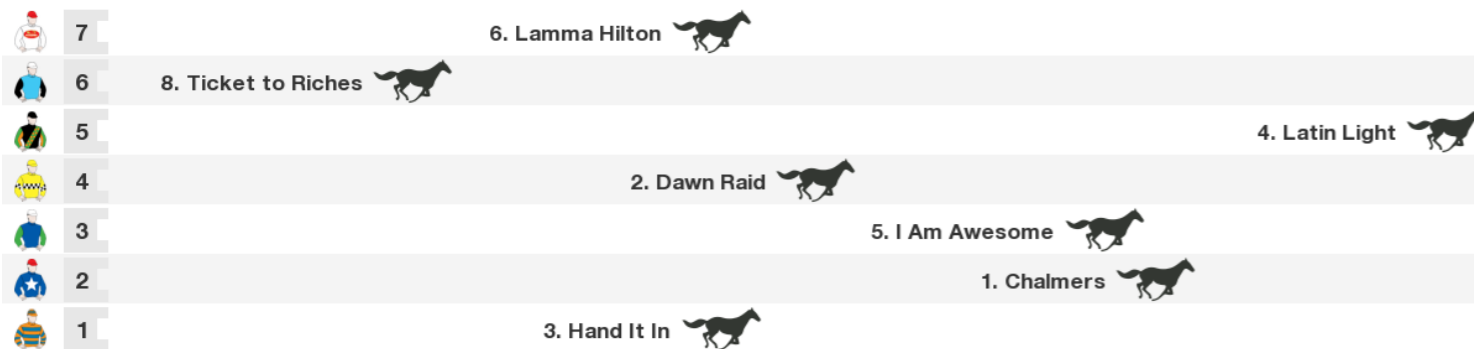 7 6. Lamma Hilton
6 8. Ticket to Riches
5 4. Latin Light
4 2. Dawn Raid
3 5. I Am Awesome
2 1. Chalmers
1 3. Hand It In